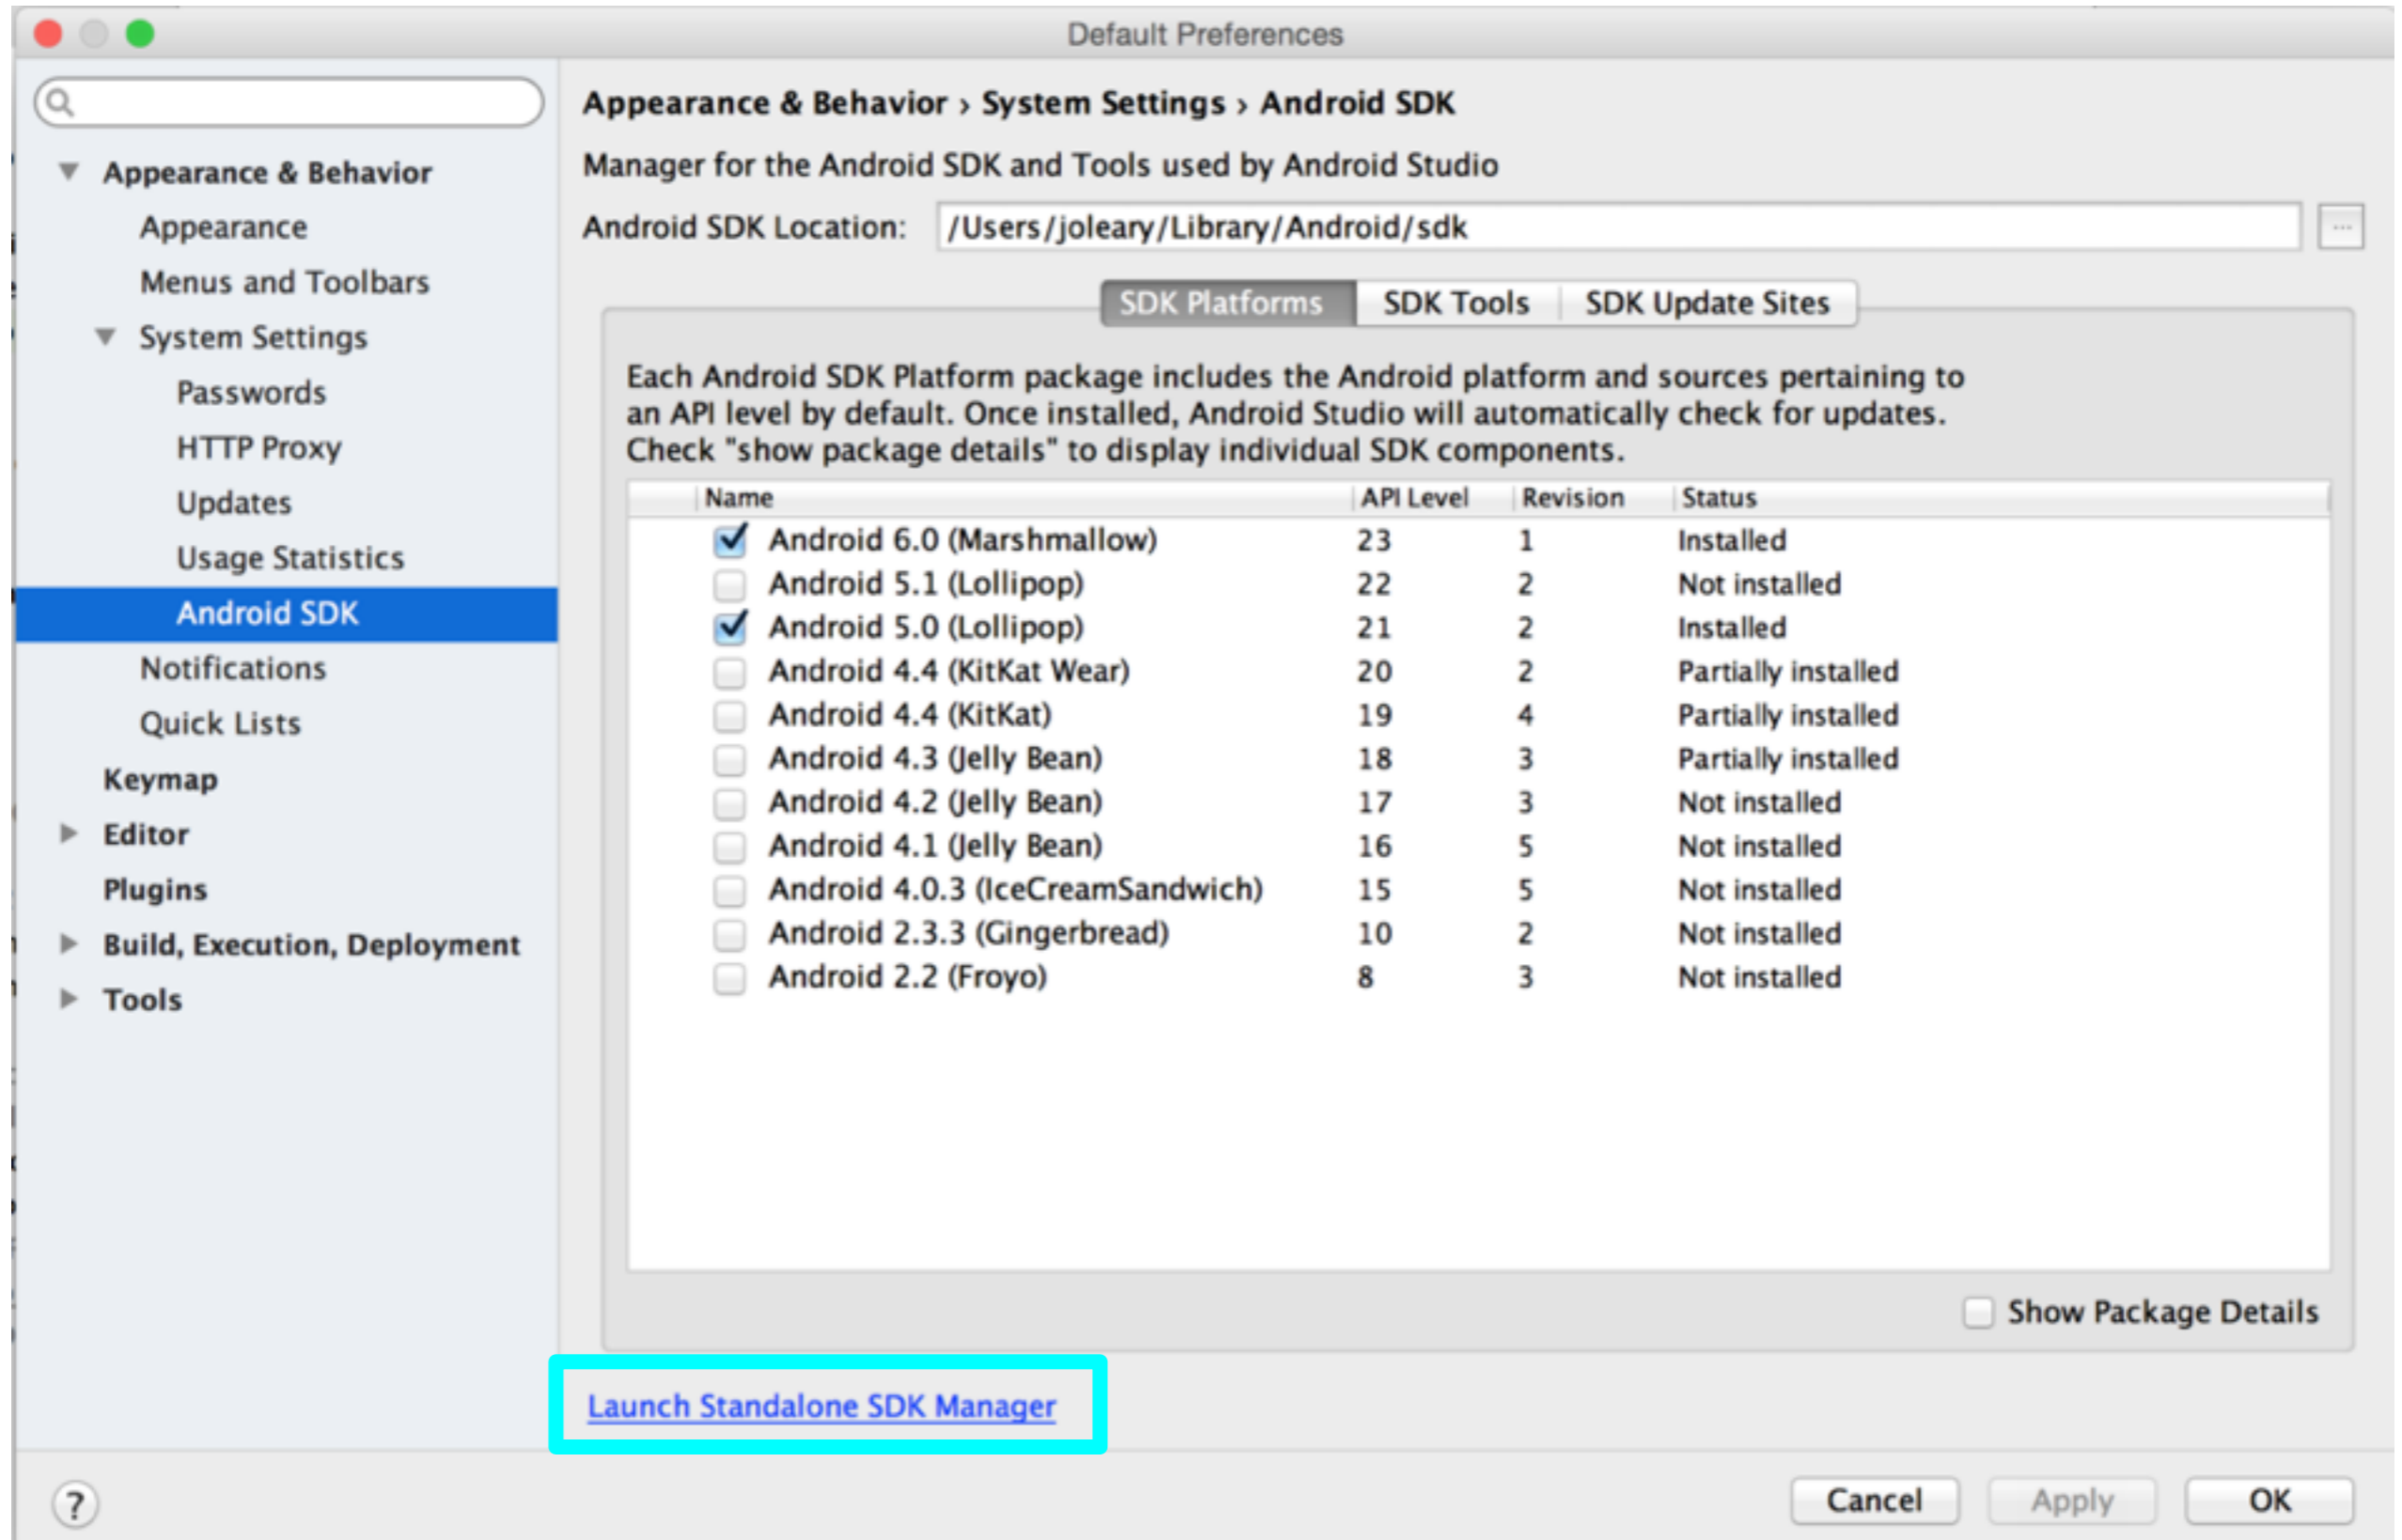 Default Preferences
Appearance & Behavior
Appearance
Menus and Toolbars
System Settings
Passwords
HTTP Proxy
Updates
Usage Statistics
Android SDK
Notifications
Quick Lists
Keymap
Editor
Plugins
Build, Execution, Deployment
Tools
Appearance & Behavior › System Settings › Android SDK
Manager for the Android SDK and Tools used by Android Studio
Android SDK Location: /Users/joleary/Library/Android/sdk ...
SDK Platforms SDK Tools SDK Update Sites
Each Android SDK Platform package includes the Android platform and sources pertaining to
an API level by default. Once installed, Android Studio will automatically check for updates.
Check "show package details" to display individual SDK components.
Name API Level Revision Status
Android 6.0 (Marshmallow) 23 1 Installed
Android 5.1 (Lollipop) 22 2 Not installed
Android 5.0 (Lollipop) 21 2 Installed
Android 4.4 (KitKat Wear) 20 2 Partially installed
Android 4.4 (KitKat) 19 4 Partially installed
Android 4.3 (Jelly Bean) 18 3 Partially installed
Android 4.2 (Jelly Bean) 17 3 Not installed
Android 4.1 (Jelly Bean) 16 5 Not installed
Android 4.0.3 (IceCreamSandwich) 15 5 Not installed
Android 2.3.3 (Gingerbread) 10 2 Not installed
Android 2.2 (Froyo) 8 3 Not installed
Show Package Details
Launch Standalone SDK Manager
? Cancel Apply OK